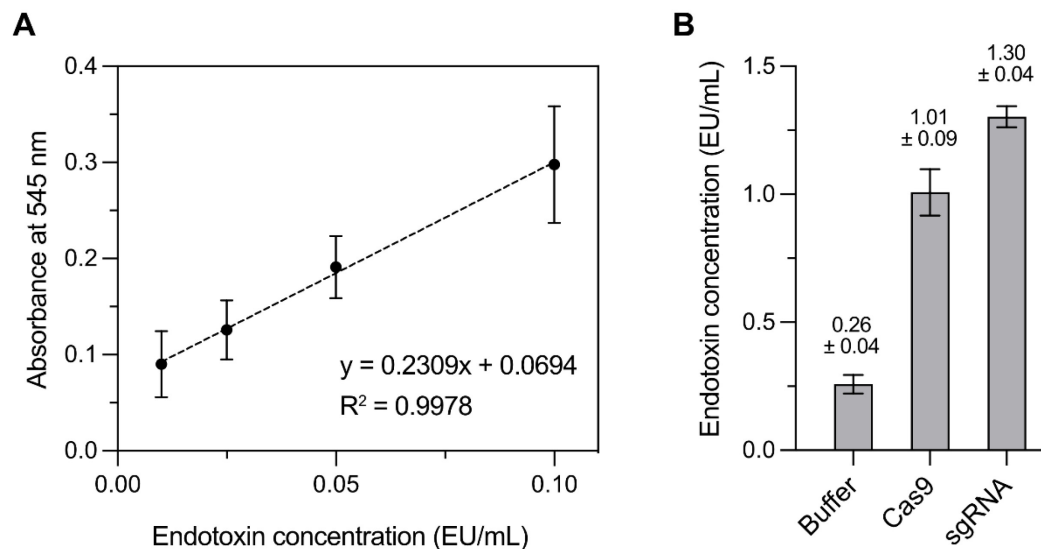 A
Absorbance at 545 nm
0.4
0.3
0.2
0.1
0.0
y = 0.2309x + 0.0694
R² = 0.9978
0.00
0.05
0.10
Endotoxin concentration (EU/mL)
B
Endotoxin concentration (EU/mL)
1.5
1.0
0.5
0.0
0.26
± 0.04
1.01
± 0.09
1.30
± 0.04
Buffer
Cas9
sgRNA